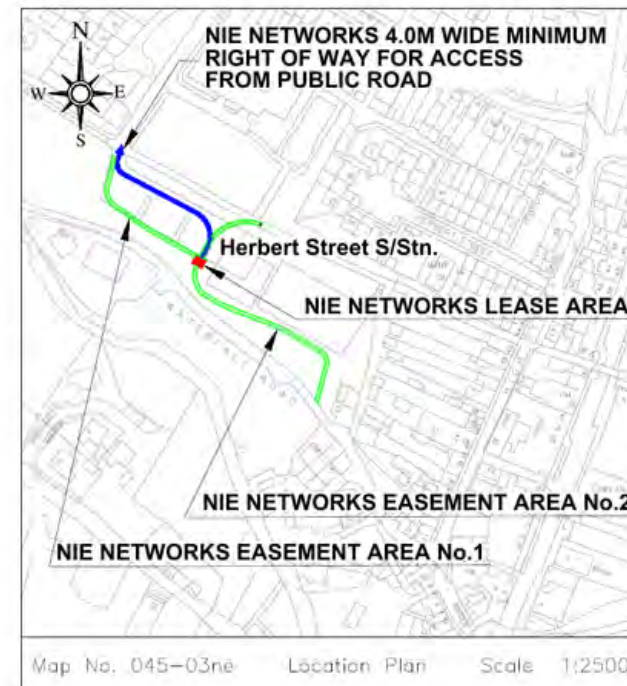 NIE NETWORKS 4.0M WIDE MINIMUM
RIGHT OF WAY FOR ACCESS
FROM PUBLIC ROAD
N
W
E
S
Herbert Street S/Stn.
NIE NETWORKS LEASE AREA
NIE NETWORKS EASEMENT AREA No.2
NIE NETWORKS EASEMENT AREA No.1
Map No. 045-03ne Location Plan Scale 1:2500